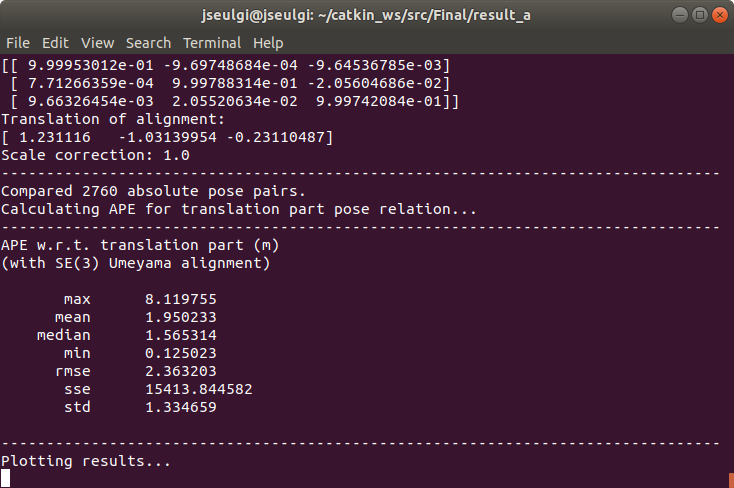 jseulgi@jseulgi: ~/catkin_ws/src/Final/result_a
File Edit View Search Terminal Help
[[ 9.99953012e-01 -9.69748684e-04 -9.64536785e-03]
 [ 7.71266359e-04  9.99788314e-01 -2.05604686e-02]
 [ 9.66326454e-03  2.05520634e-02  9.99742084e-01]]
Translation of alignment:
[ 1.231116   -1.03139954 -0.23110487]
Scale correction: 1.0
--------------------------------------------------------------------------------
Compared 2760 absolute pose pairs.
Calculating APE for translation part pose relation...
--------------------------------------------------------------------------------
APE w.r.t. translation part (m)
(with SE(3) Umeyama alignment)
       max      8.119755
      mean      1.950233
    median      1.565314
       min      0.125023
      rmse      2.363203
       sse      15413.844582
       std      1.334659
--------------------------------------------------------------------------------
Plotting results...